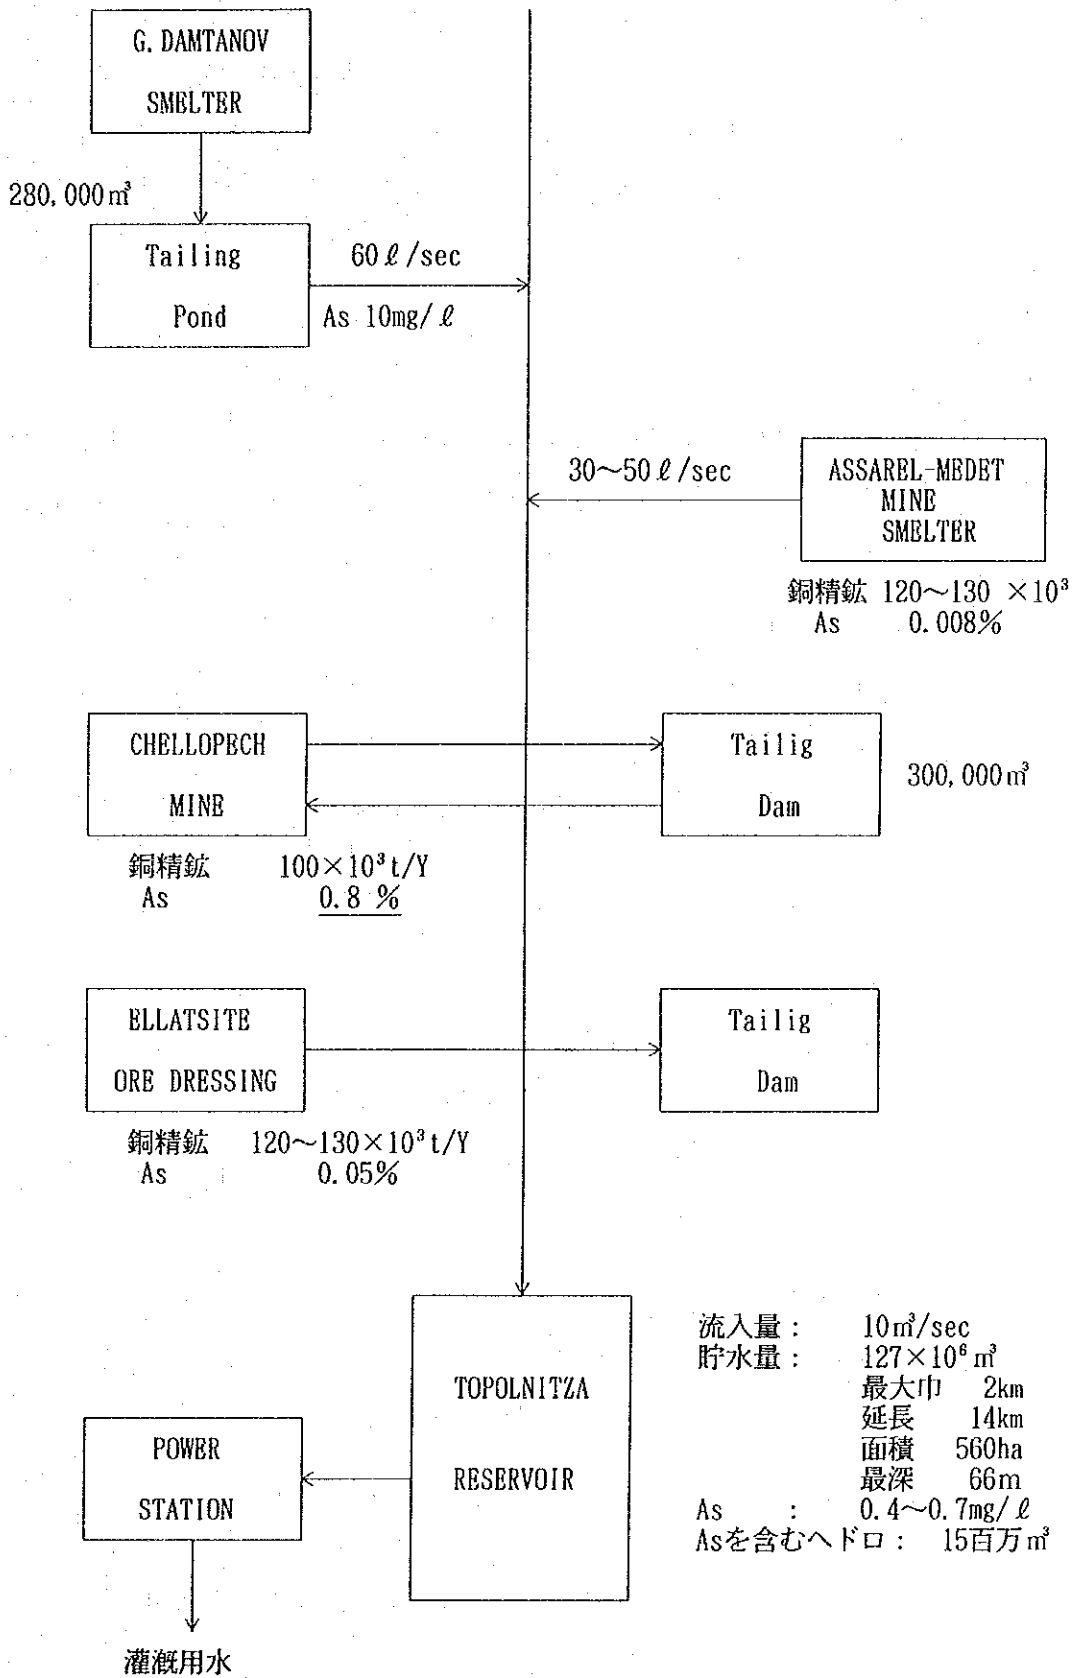 G. DAMTANOV
SMELTER
280,000㎥
Tailing
Pond
60ℓ/sec
As 10mg/ℓ
30～50ℓ/sec
ASSAREL-MEDET
MINE
SMELTER
銅精鉱 120～130 ×10³
As 0.008%
CHELLOPECH
MINE
Tailig
Dam
300,000㎥
銅精鉱 100×10³t/Y
As 0.8 %
ELLATSITE
ORE DRESSING
Tailig
Dam
銅精鉱 120～130×10³t/Y
As 0.05%
TOPOLNITZA
RESERVOIR
流入量： 10㎥/sec
貯水量： 127×10⁶㎥
最大巾 2km
延長 14km
面積 560ha
最深 66m
As ： 0.4～0.7mg/ℓ
Asを含むヘドロ： 15百万㎥
POWER
STATION
灌漑用水